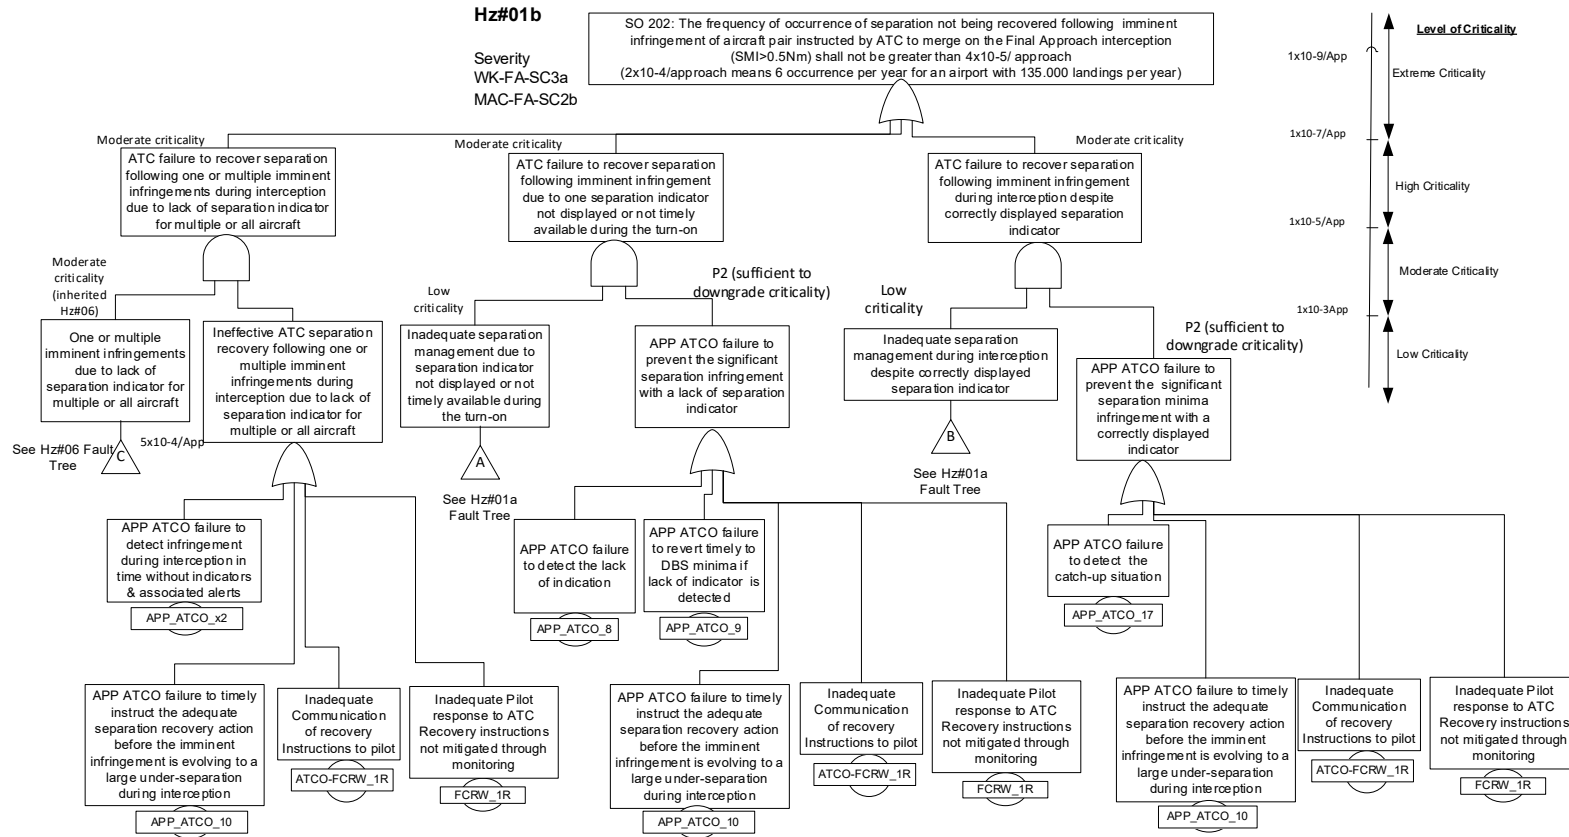 Hz#01b
Severity
WK-FA-SC3a
MAC-FA-SC2b
SO 202: The frequency of occurrence of separation not being recovered following imminent
infringement of aircraft pair instructed by ATC to merge on the Final Approach interception
(SMI>0.5Nm) shall not be greater than 4x10-5/ approach
(2x10-4/approach means 6 occurrence per year for an airport with 135.000 landings per year)
Level of Criticality
1x10-9/App
Extreme Criticality
1x10-7/App
High Criticality
1x10-5/App
Moderate Criticality
1x10-3App
Low Criticality
Moderate criticality
ATC failure to recover separation
following one or multiple imminent
infringements during interception
due to lack of separation indicator
for multiple or all aircraft
Moderate criticality
ATC failure to recover separation
following imminent infringement
due to one separation indicator
not displayed or not timely
available during the turn-on
Moderate criticality
ATC failure to recover separation
following imminent infringement
during interception despite
correctly displayed separation
indicator
Moderate
criticality
(inherited
Hz#06)
One or multiple
imminent infringements
due to lack of
separation indicator for
multiple or all aircraft
C
See Hz#06 Fault
Tree
5x10-4/App
Ineffective ATC separation
recovery following one or
multiple imminent
infringements during
interception due to lack of
separation indicator for
multiple or all aircraft
Low
criticality
Inadequate separation
management due to
separation indicator
not displayed or not
timely available during
the turn-on
A
See Hz#01a
Fault Tree
P2 (sufficient to
downgrade criticality)
APP ATCO failure to
prevent the significant
separation infringement
with a lack of separation
indicator
Low
criticality
Inadequate separation
management during interception
despite correctly displayed
separation indicator
B
See Hz#01a
Fault Tree
P2 (sufficient to
downgrade criticality)
APP ATCO failure to
prevent the significant
separation minima
infringement with a
correctly displayed
indicator
APP ATCO failure to
detect infringement
during interception in
time without indicators
& associated alerts
APP_ATCO_x2
APP ATCO failure
to detect the lack
of indication
APP_ATCO_8
APP ATCO failure
to revert timely to
DBS minima if
lack of indicator is
detected
APP_ATCO_9
APP ATCO failure
to detect the
catch-up situation
APP_ATCO_17
APP ATCO failure to timely
instruct the adequate
separation recovery action
before the imminent
infringement is evolving to a
large under-separation
during interception
APP_ATCO_10
Inadequate
Communication
of recovery
Instructions to pilot
ATCO-FCRW_1R
Inadequate Pilot
response to ATC
Recovery instructions
not mitigated through
monitoring
FCRW_1R
APP ATCO failure to timely
instruct the adequate
separation recovery action
before the imminent
infringement is evolving to a
large under-separation
during interception
APP_ATCO_10
Inadequate
Communication
of recovery
Instructions to pilot
ATCO-FCRW_1R
Inadequate Pilot
response to ATC
Recovery instructions
not mitigated through
monitoring
FCRW_1R
APP ATCO failure to timely
instruct the adequate
separation recovery action
before the imminent
infringement is evolving to a
large under-separation
during interception
APP_ATCO_10
Inadequate
Communication
of recovery
Instructions to pilot
ATCO-FCRW_1R
Inadequate Pilot
response to ATC
Recovery instructions
not mitigated through
monitoring
FCRW_1R